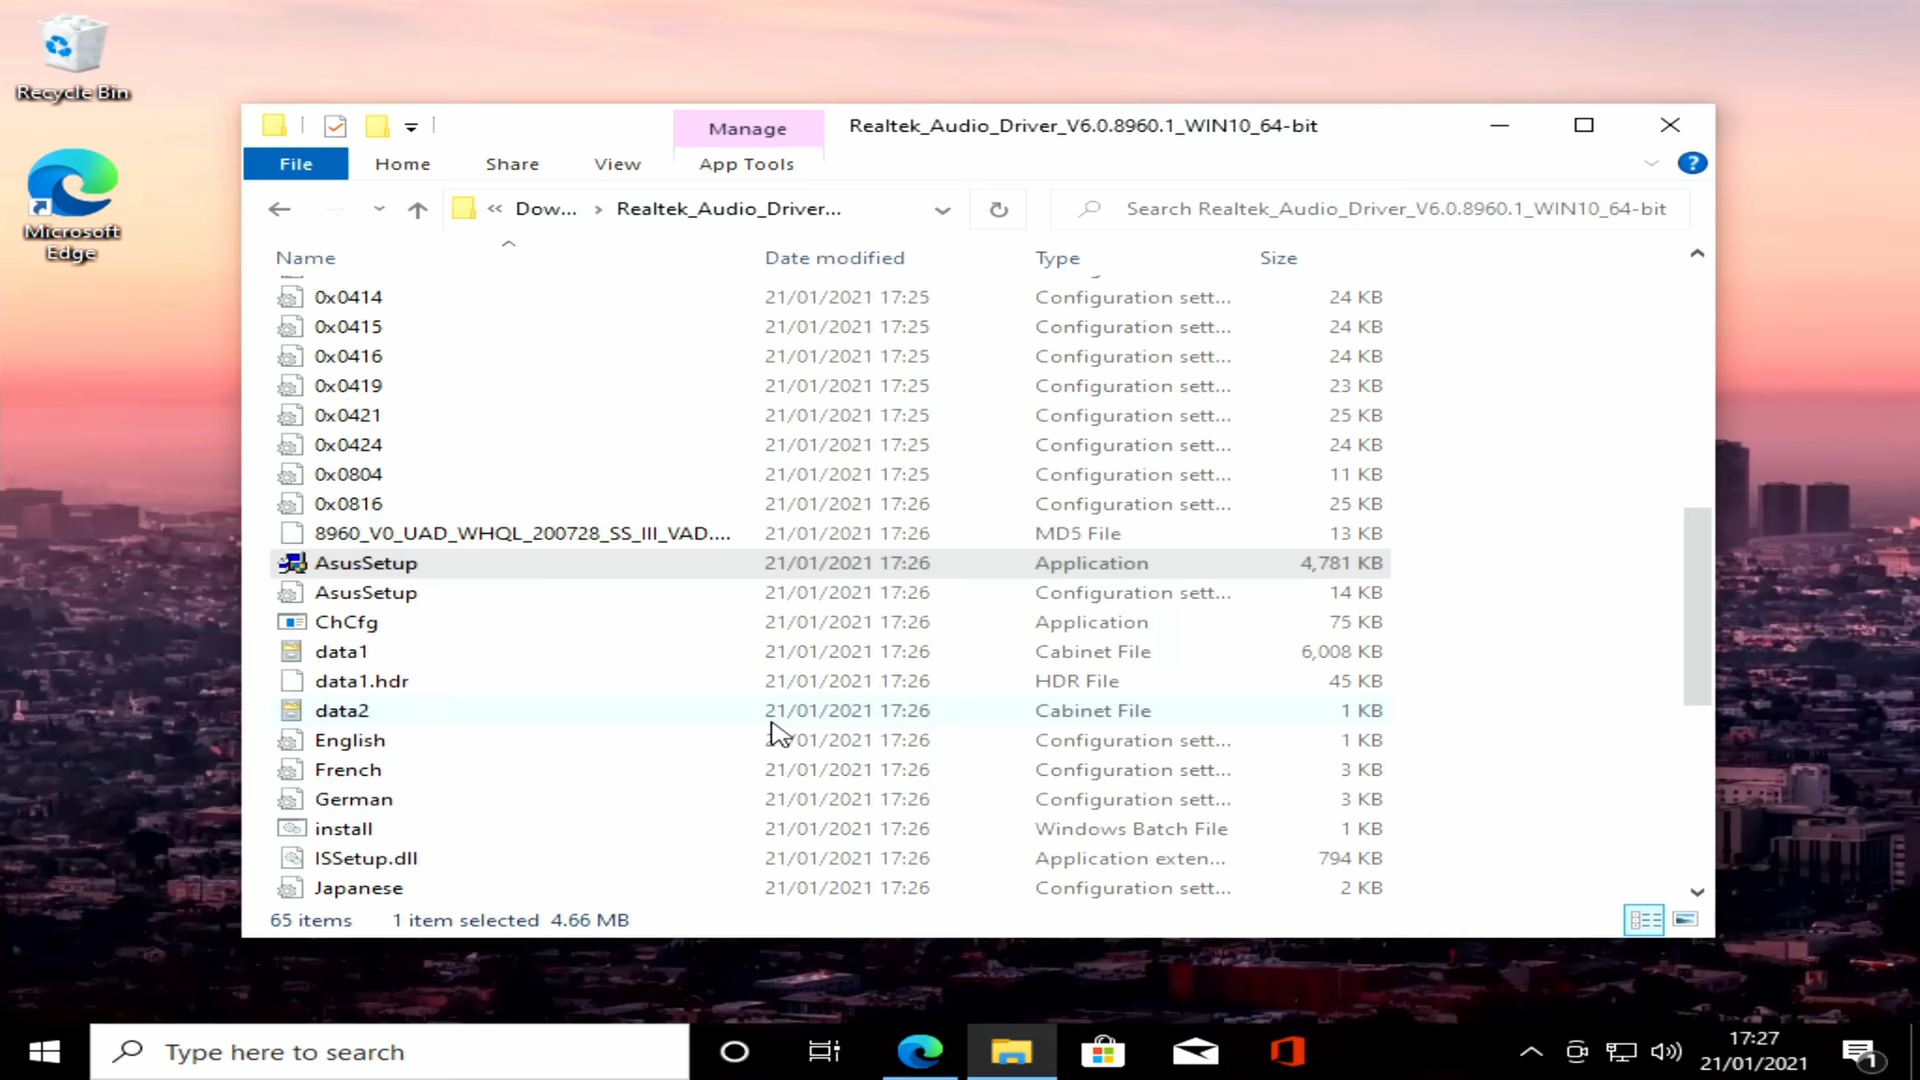 Recycle Bin
Microsoft
Edge
Manage
Realtek_Audio_Driver_V6.0.8960.1_WIN10_64-bit
File
Home
Share
View
App Tools
?
«
Dow...
Realtek_Audio_Driver...
Search Realtek_Audio_Driver_V6.0.8960.1_WIN10_64-bit
Name Date modified Type Size
0x0414 21/01/2021 17:25 Configuration sett... 24 KB
0x0415 21/01/2021 17:25 Configuration sett... 24 KB
0x0416 21/01/2021 17:25 Configuration sett... 24 KB
0x0419 21/01/2021 17:25 Configuration sett... 23 KB
0x0421 21/01/2021 17:25 Configuration sett... 25 KB
0x0424 21/01/2021 17:25 Configuration sett... 24 KB
0x0804 21/01/2021 17:25 Configuration sett... 11 KB
0x0816 21/01/2021 17:26 Configuration sett... 25 KB
8960_V0_UAD_WHQL_200728_SS_III_VAD.... 21/01/2021 17:26 MD5 File 13 KB
AsusSetup 21/01/2021 17:26 Application 4,781 KB
AsusSetup 21/01/2021 17:26 Configuration sett... 14 KB
ChCfg 21/01/2021 17:26 Application 75 KB
data1 21/01/2021 17:26 Cabinet File 6,008 KB
data1.hdr 21/01/2021 17:26 HDR File 45 KB
data2 21/01/2021 17:26 Cabinet File 1 KB
English 21/01/2021 17:26 Configuration sett... 1 KB
French 21/01/2021 17:26 Configuration sett... 3 KB
German 21/01/2021 17:26 Configuration sett... 3 KB
install 21/01/2021 17:26 Windows Batch File 1 KB
ISSetup.dll 21/01/2021 17:26 Application exten... 794 KB
Japanese 21/01/2021 17:26 Configuration sett... 2 KB
65 items 1 item selected 4.66 MB
Type here to search
17:27
21/01/2021
1